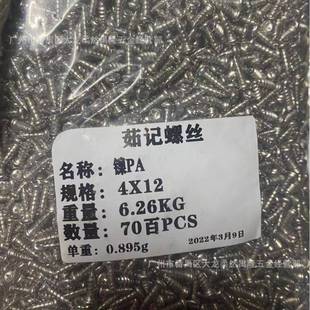 茹记螺丝
名称: 镍PA
规格: 4X12
重量: 6.26KG
数量: 70百PCS
单重: 0.895g
2022年3月9日